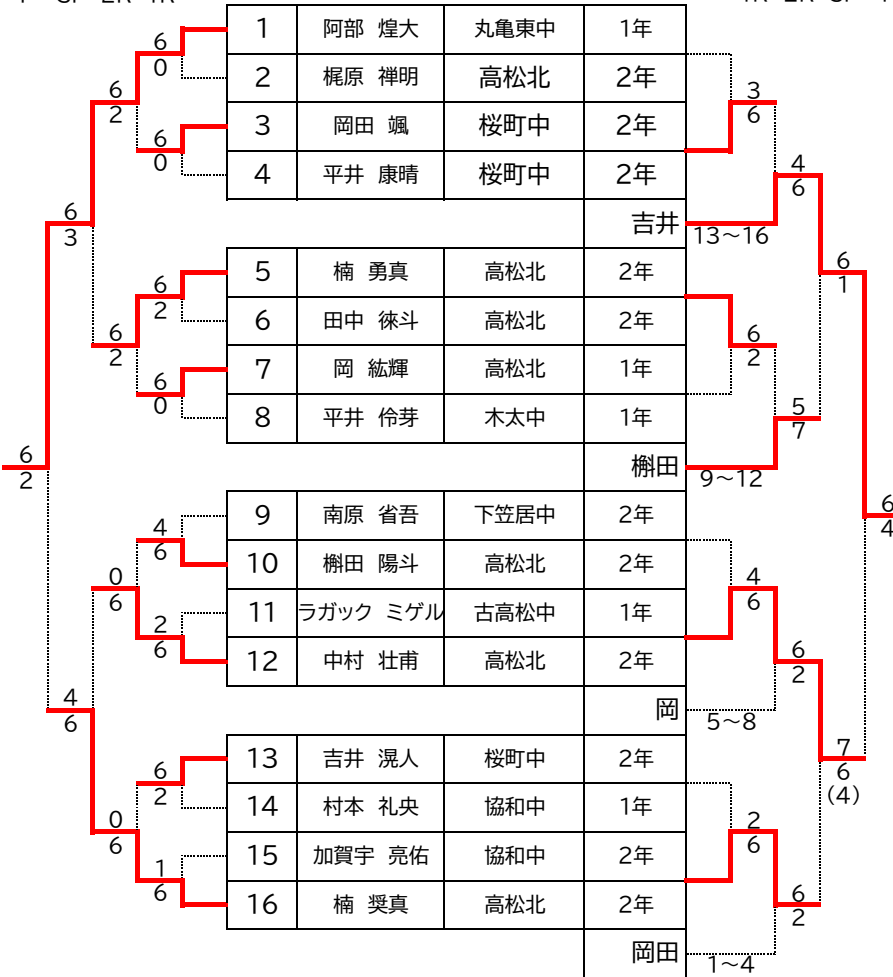 1 阿部 煌大 丸亀東中 1年
6
0
2 梶原 禅明 高松北 2年
6
2
3
6
3 岡田 颯 桜町中 2年
6
0
4 平井 康晴 桜町中 2年
4
6
6
3
吉井 13～16
5 楠 勇真 高松北 2年
6
1
6
2
6 田中 徠斗 高松北 2年
6
2
6
2
7 岡 紘輝 高松北 1年
6
0
8 平井 伶芽 木太中 1年
5
7
6
2
槲田 9～12
9 南原 省吾 下笠居中 2年
6
4
4
6
10 槲田 陽斗 高松北 2年
0
6
4
6
11 ラガック ミゲル 古高松中 1年
2
6
12 中村 壮甫 高松北 2年
6
2
4
6
岡 5～8
13 吉井 滉人 桜町中 2年
7
6
(4)
6
2
14 村本 礼央 協和中 1年
0
6
2
6
15 加賀宇 亮佑 協和中 2年
1
6
16 楠 奨真 高松北 2年
6
2
岡田 1～4